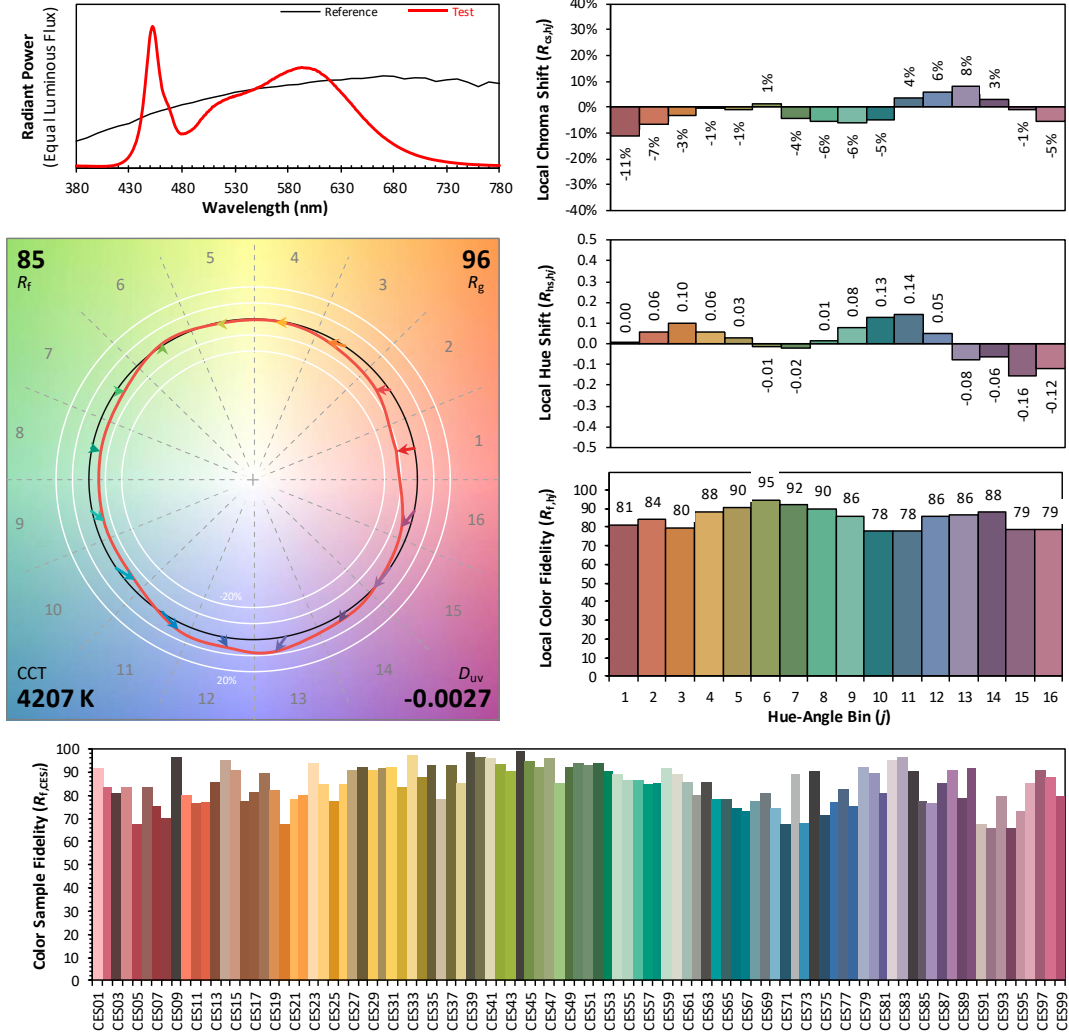 Radiant Power
(Equal Luminous Flux)
Reference
Test
380 430 480 530 580 630 680 730 780
Wavelength (nm)
Local Chroma Shift (Rcs,hj)
40%
30%
20%
10%
0%
-10%
-20%
-30%
-40%
-11% -7% -3% -1% -1% 1% -4% -6% -6% -5% 4% 6% 8% 3% -1% -5%
85
Rf
96
Rg
5 4
6 3
7 2
8 1
9 16
10 15
11 14
12 13
-20%
20%
CCT
4207 K
Duv
-0.0027
Local Hue Shift (Rhs,hj)
0.5
0.4
0.3
0.2
0.1
0.0
-0.1
-0.2
-0.3
-0.4
-0.5
0.00 0.06 0.10 0.06 0.03 -0.01 -0.02 0.01 0.08 0.13 0.14 0.05 -0.08 -0.06 -0.16 -0.12
Local Color Fidelity (Rf,hj)
100
90
80
70
60
50
40
30
20
10
0
81 84 80 88 90 95 92 90 86 78 78 86 86 88 79 79
1 2 3 4 5 6 7 8 9 10 11 12 13 14 15 16
Hue-Angle Bin (j)
Color Sample Fidelity (Rf,CESi)
100
90
80
70
60
50
40
30
20
10
0
CES01 CES03 CES05 CES07 CES09 CES11 CES13 CES15 CES17 CES19 CES21 CES23 CES25 CES27 CES29 CES31 CES33 CES35 CES37 CES39 CES41 CES43 CES45 CES47 CES49 CES51 CES53 CES55 CES57 CES59 CES61 CES63 CES65 CES67 CES69 CES71 CES73 CES75 CES77 CES79 CES81 CES83 CES85 CES87 CES89 CES91 CES93 CES95 CES97 CES99